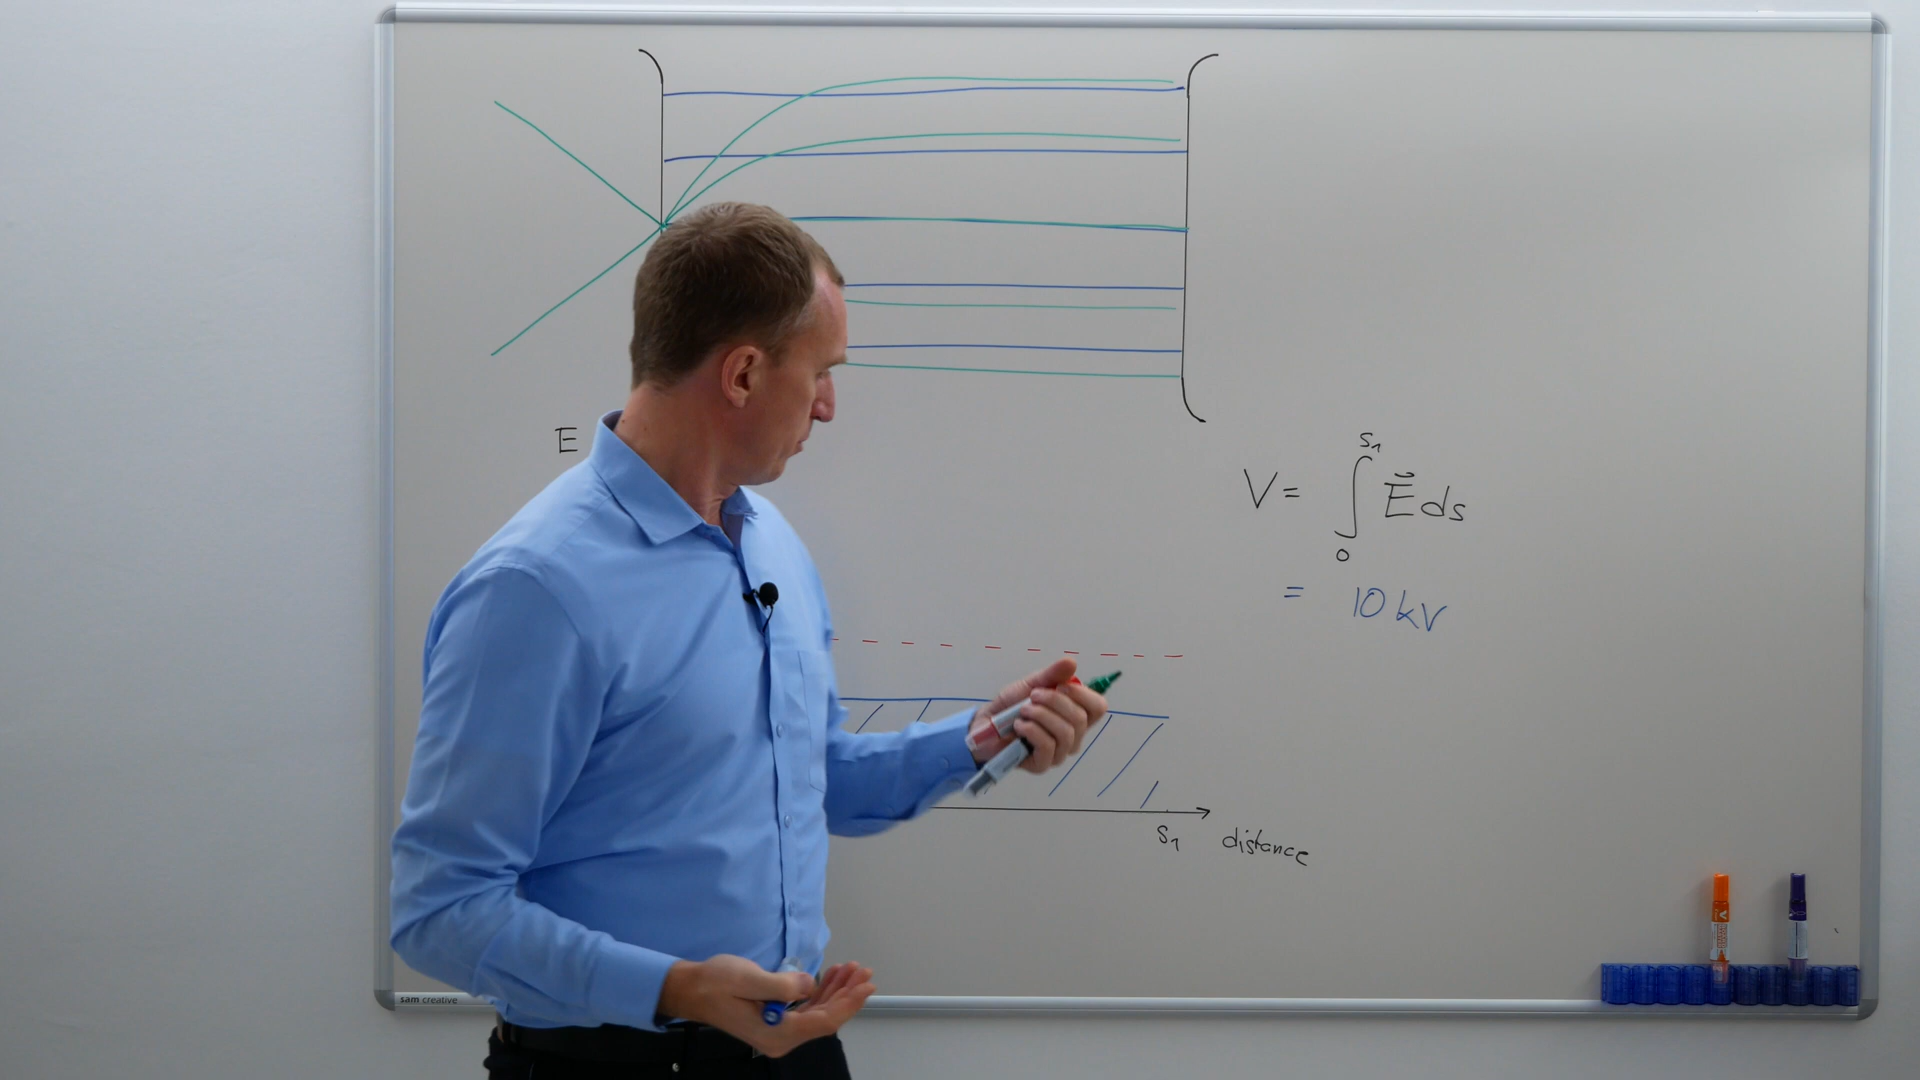 E
V = ∫₀^{s₁} E⃗ ds
= 10 kV
s₁ distance
sam creative